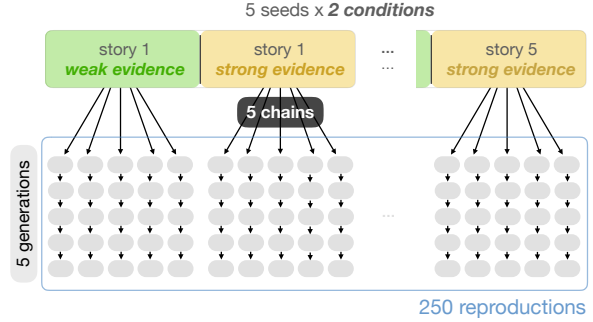 5 seeds x 2 conditions
story 1
weak evidence
story 1
strong evidence
...
...
story 5
strong evidence
5 chains
5 generations
...
250 reproductions